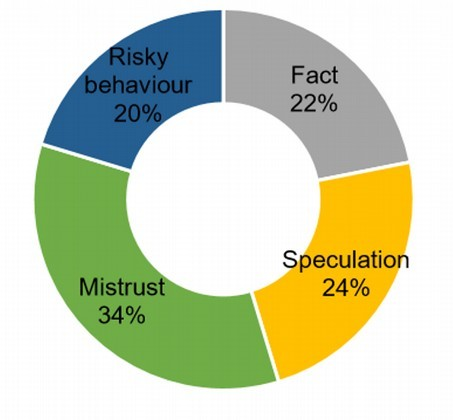 Risky
behaviour
20%
Fact
22%
Speculation
24%
Mistrust
34%